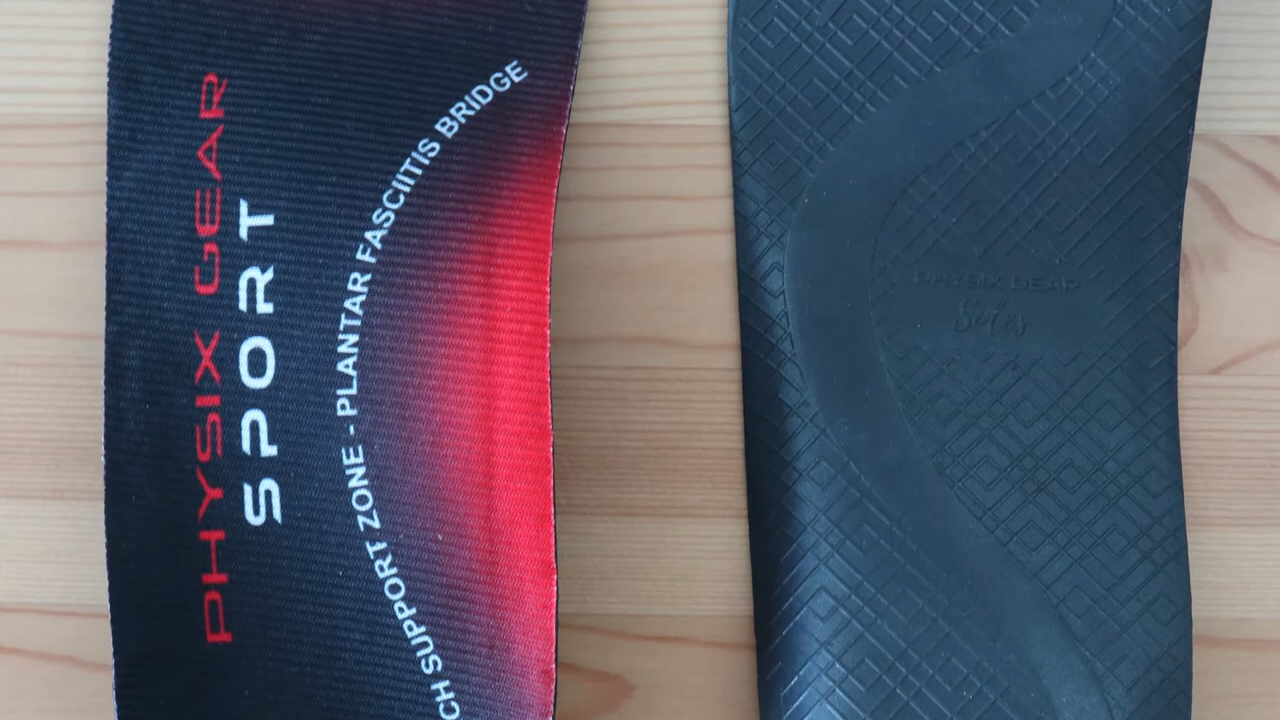 PHYSIX GEAR
SPORT
CH SUPPORT ZONE - PLANTAR FASCIITIS BRIDGE
PHYSIX GEAR